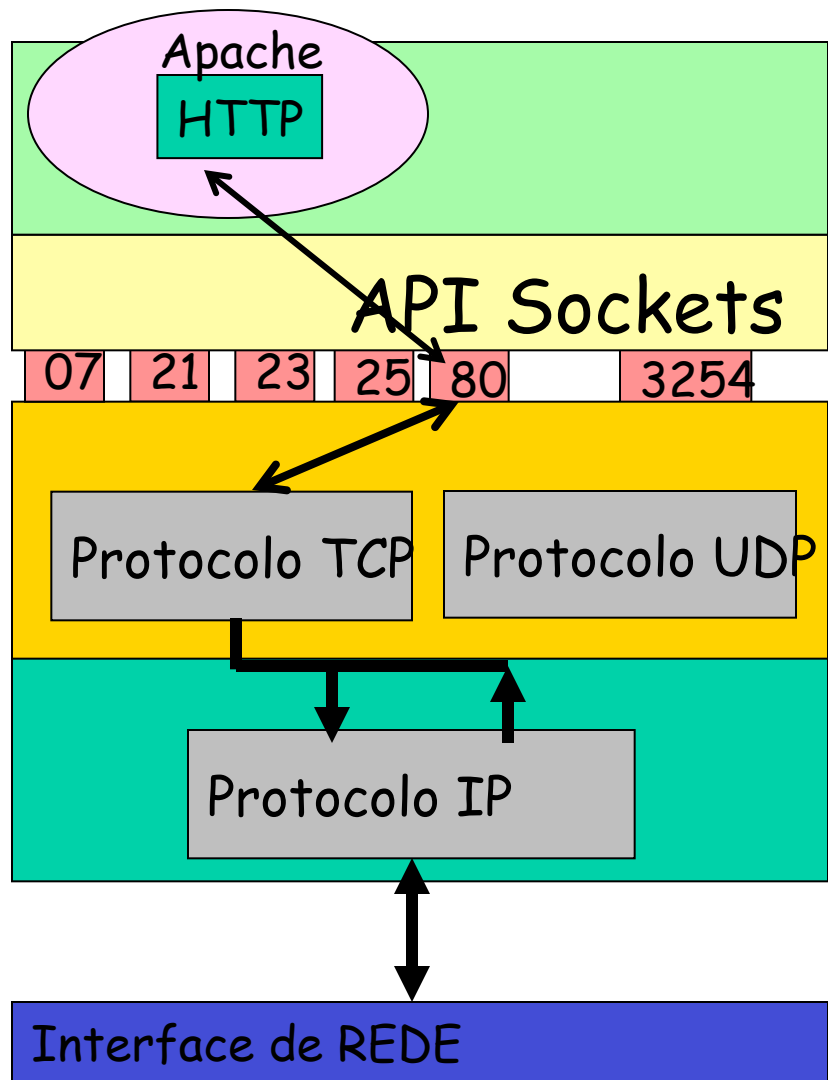 Apache
HTTP
API Sockets
07 21 23 25 80 3254
Protocolo TCP Protocolo UDP
Protocolo IP
Interface de REDE